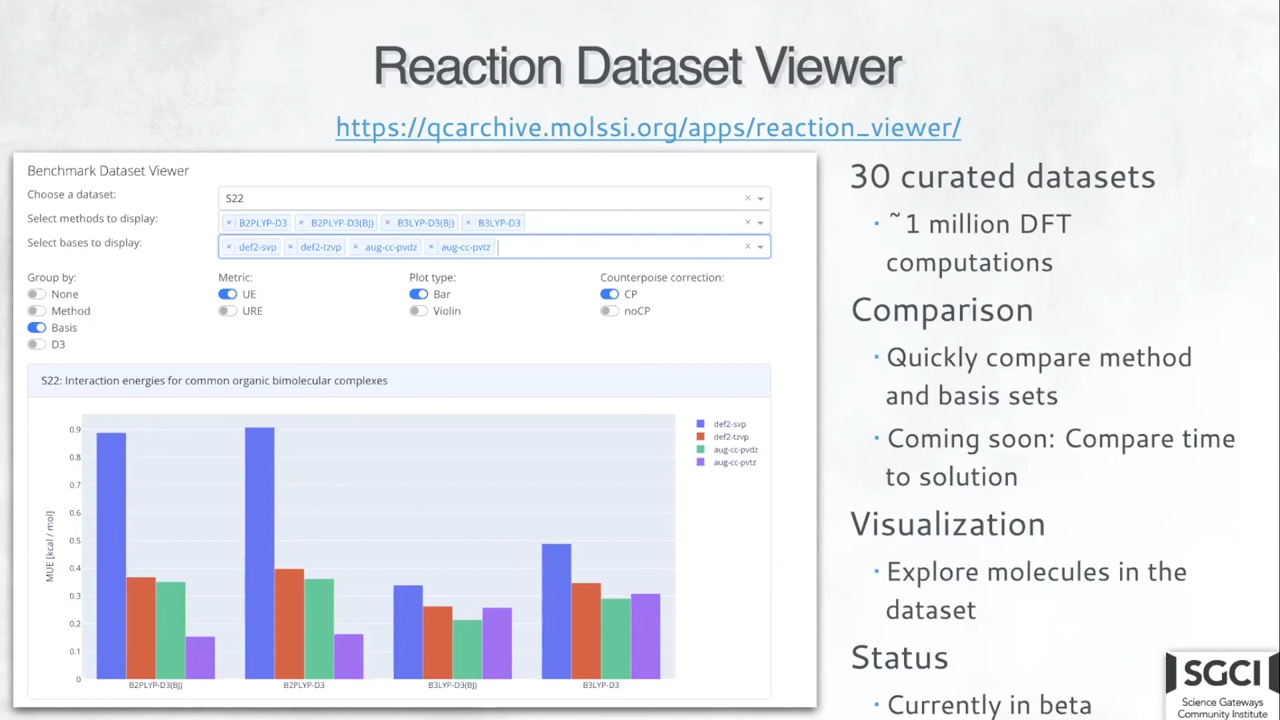 Reaction Dataset Viewer
https://qcarchive.molssi.org/apps/reaction_viewer/
Benchmark Dataset Viewer
Choose a dataset:
S22
Select methods to display:
× B2PLYP-D3 × B2PLYP-D3(BJ) × B3LYP-D3(BJ) × B3LYP-D3
Select bases to display:
× def2-svp × def2-tzvp × aug-cc-pvdz × aug-cc-pvtz
Group by:
None
Method
Basis
D3
Metric:
UE
URE
Plot type:
Bar
Violin
Counterpoise correction:
CP
noCP
S22: Interaction energies for common organic bimolecular complexes
MUE [kcal / mol]
0.9
0.8
0.7
0.6
0.5
0.4
0.3
0.2
0.1
0
B2PLYP-D3(BJ)
B2PLYP-D3
B3LYP-D3(BJ)
B3LYP-D3
def2-svp
def2-tzvp
aug-cc-pvdz
aug-cc-pvtz
30 curated datasets
· ~1 million DFT
computations
Comparison
· Quickly compare method
and basis sets
· Coming soon: Compare time
to solution
Visualization
· Explore molecules in the
dataset
Status
· Currently in beta
SGCI
Science Gateways
Community Institute